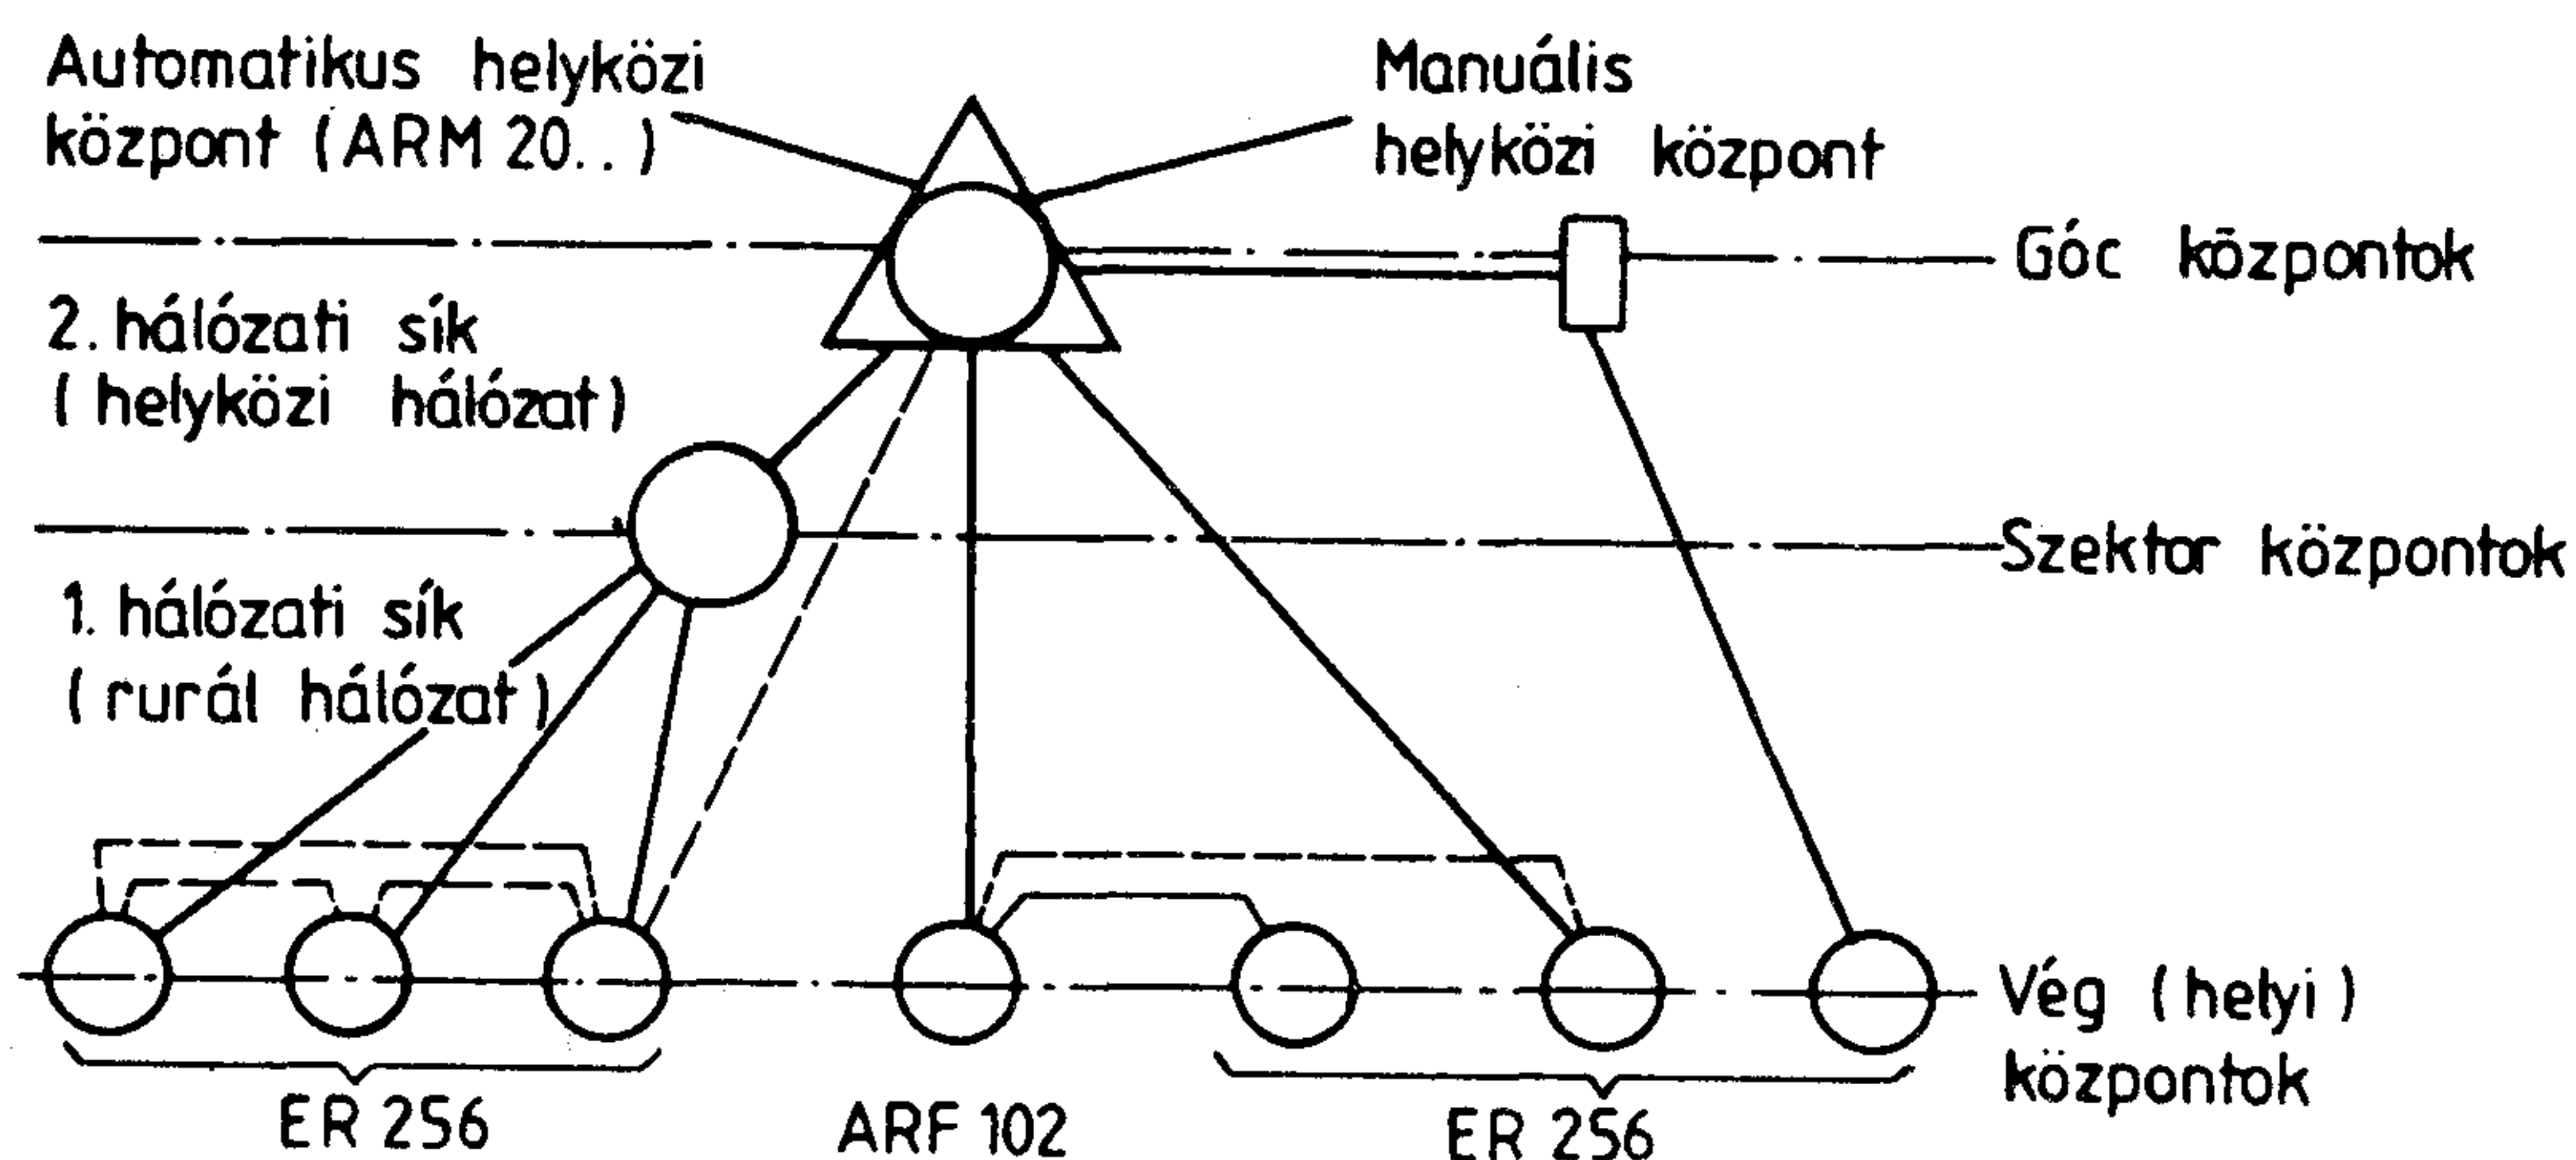 Automatikus helyközi
központ (ARM 20..)
Manuális
helyközi központ
Góc központok
2. hálózati sík
(helyközi hálózat)
Szektor központok
1. hálózati sík
(rurál hálózat)
Vég (helyi)
központok
ER 256
ARF 102
ER 256